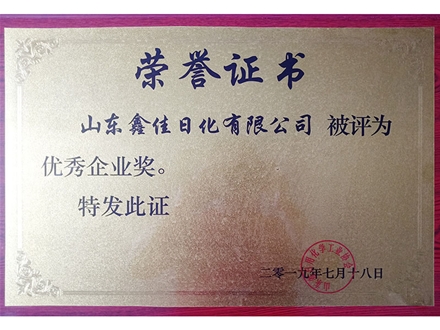 荣誉证书
山东鑫佳日化有限公司 被评为
优秀企业奖。
特发此证
二零一九年七月十八日